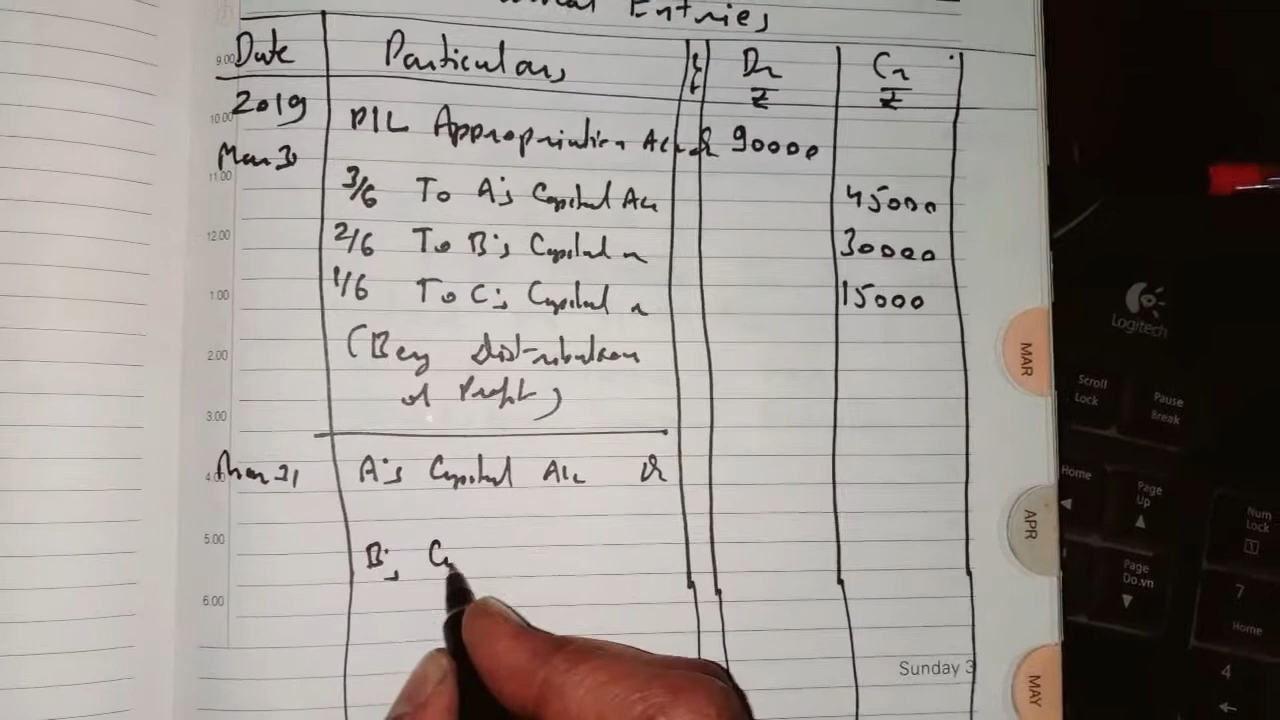 Entries
Date Particulars Dr Cr
2019 P/L Appropriation A/c Dr 90000
Mar 31
3/6 To A's Capital A/c 45000
2/6 To B's Capital " 30000
1/6 To C's Capital " 15000
(Being distribution
of Profit)
Mar 31 A's Capital A/c Dr
B's Ca
9.00
10.00
11.00
12.00
1.00
2.00
3.00
4.00
5.00
6.00
Sunday 3
MAR
APR
MAY
Logitech
Scroll
Lock
Pause
Break
Home
Page
Up
Num
Lock
1
Page
Down
7
Home
4